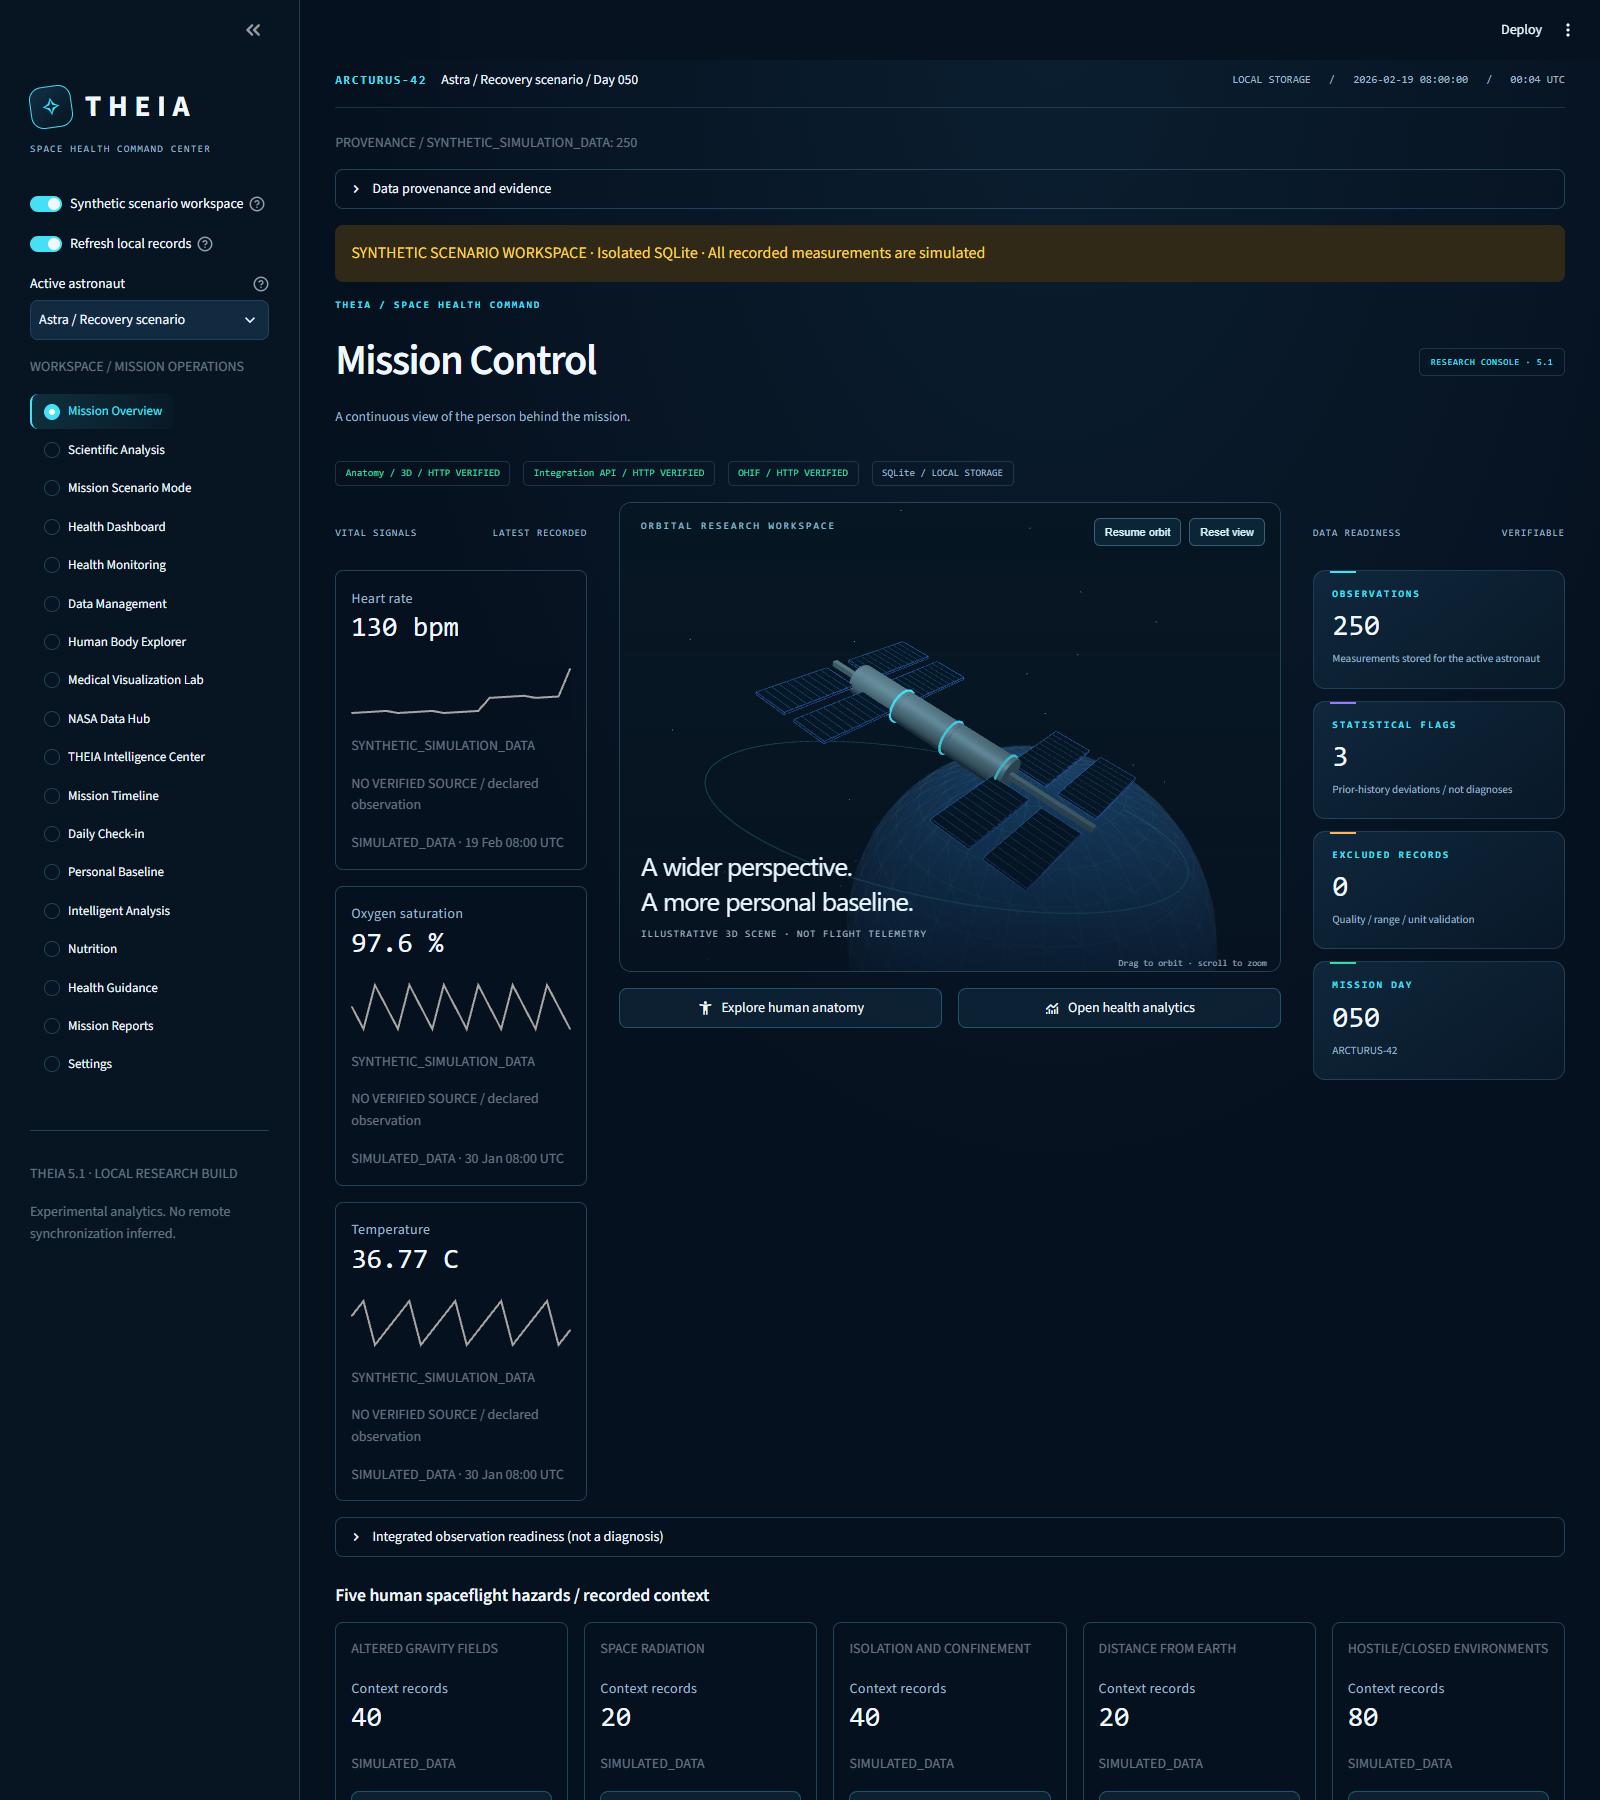 Deploy
THEIA
SPACE HEALTH COMMAND CENTER
Synthetic scenario workspace
Refresh local records
Active astronaut
Astra / Recovery scenario
WORKSPACE / MISSION OPERATIONS
Mission Overview
Scientific Analysis
Mission Scenario Mode
Health Dashboard
Health Monitoring
Data Management
Human Body Explorer
Medical Visualization Lab
NASA Data Hub
THEIA Intelligence Center
Mission Timeline
Daily Check-in
Personal Baseline
Intelligent Analysis
Nutrition
Health Guidance
Mission Reports
Settings
THEIA 5.1 · LOCAL RESEARCH BUILD
Experimental analytics. No remote
synchronization inferred.
ARCTURUS-42 Astra / Recovery scenario / Day 050
LOCAL STORAGE / 2026-02-19 08:00:00 / 00:04 UTC
PROVENANCE / SYNTHETIC_SIMULATION_DATA: 250
Data provenance and evidence
SYNTHETIC SCENARIO WORKSPACE · Isolated SQLite · All recorded measurements are simulated
THEIA / SPACE HEALTH COMMAND
Mission Control
RESEARCH CONSOLE · 5.1
A continuous view of the person behind the mission.
Anatomy / 3D / HTTP VERIFIED
Integration API / HTTP VERIFIED
OHIF / HTTP VERIFIED
SQLite / LOCAL STORAGE
VITAL SIGNALS LATEST RECORDED
Heart rate
130 bpm
SYNTHETIC_SIMULATION_DATA
NO VERIFIED SOURCE / declared
observation
SIMULATED_DATA · 19 Feb 08:00 UTC
Oxygen saturation
97.6 %
SYNTHETIC_SIMULATION_DATA
NO VERIFIED SOURCE / declared
observation
SIMULATED_DATA · 30 Jan 08:00 UTC
Temperature
36.77 C
SYNTHETIC_SIMULATION_DATA
NO VERIFIED SOURCE / declared
observation
SIMULATED_DATA · 30 Jan 08:00 UTC
ORBITAL RESEARCH WORKSPACE
Resume orbit
Reset view
A wider perspective.
A more personal baseline.
ILLUSTRATIVE 3D SCENE · NOT FLIGHT TELEMETRY
Drag to orbit · scroll to zoom
Explore human anatomy
Open health analytics
DATA READINESS VERIFIABLE
OBSERVATIONS
250
Measurements stored for the active astronaut
STATISTICAL FLAGS
3
Prior-history deviations / not diagnoses
EXCLUDED RECORDS
0
Quality / range / unit validation
MISSION DAY
050
ARCTURUS-42
Integrated observation readiness (not a diagnosis)
Five human spaceflight hazards / recorded context
ALTERED GRAVITY FIELDS
Context records
40
SIMULATED_DATA
SPACE RADIATION
Context records
20
SIMULATED_DATA
ISOLATION AND CONFINEMENT
Context records
40
SIMULATED_DATA
DISTANCE FROM EARTH
Context records
20
SIMULATED_DATA
HOSTILE/CLOSED ENVIRONMENTS
Context records
80
SIMULATED_DATA